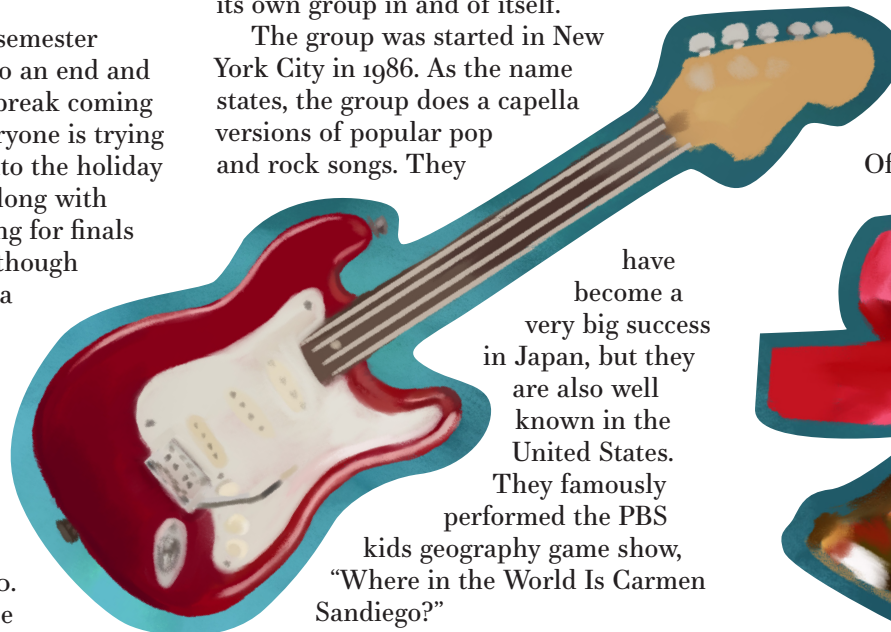 semester
o an end and
break coming
ryone is trying
to the holiday
long with
ng for finals
though
a
o.
e
its own group in and of itself.
The group was started in New
York City in 1986. As the name
states, the group does a capella
versions of popular pop
and rock songs. They
have
become a
very big success
in Japan, but they
are also well
known in the
United States.
They famously
performed the PBS
kids geography game show,
“Where in the World Is Carmen
Sandiego?”
Of